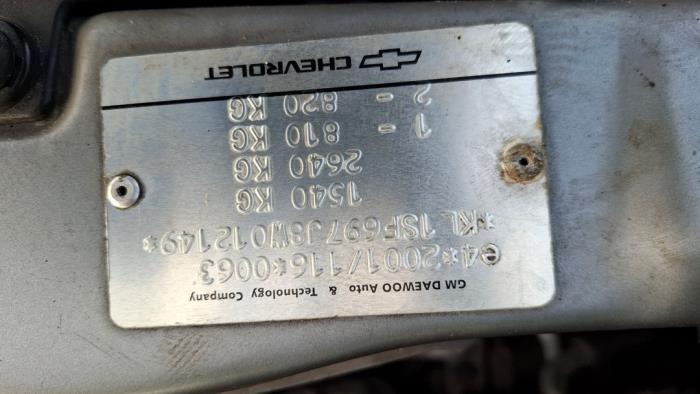 GM DAEWOO Auto & Technology Company
e4*2001/116*0063
*KL1SF697J8W012149*
1540 KG
2640 KG
1 - 810 KG
2 - 820 KG
CHEVROLET